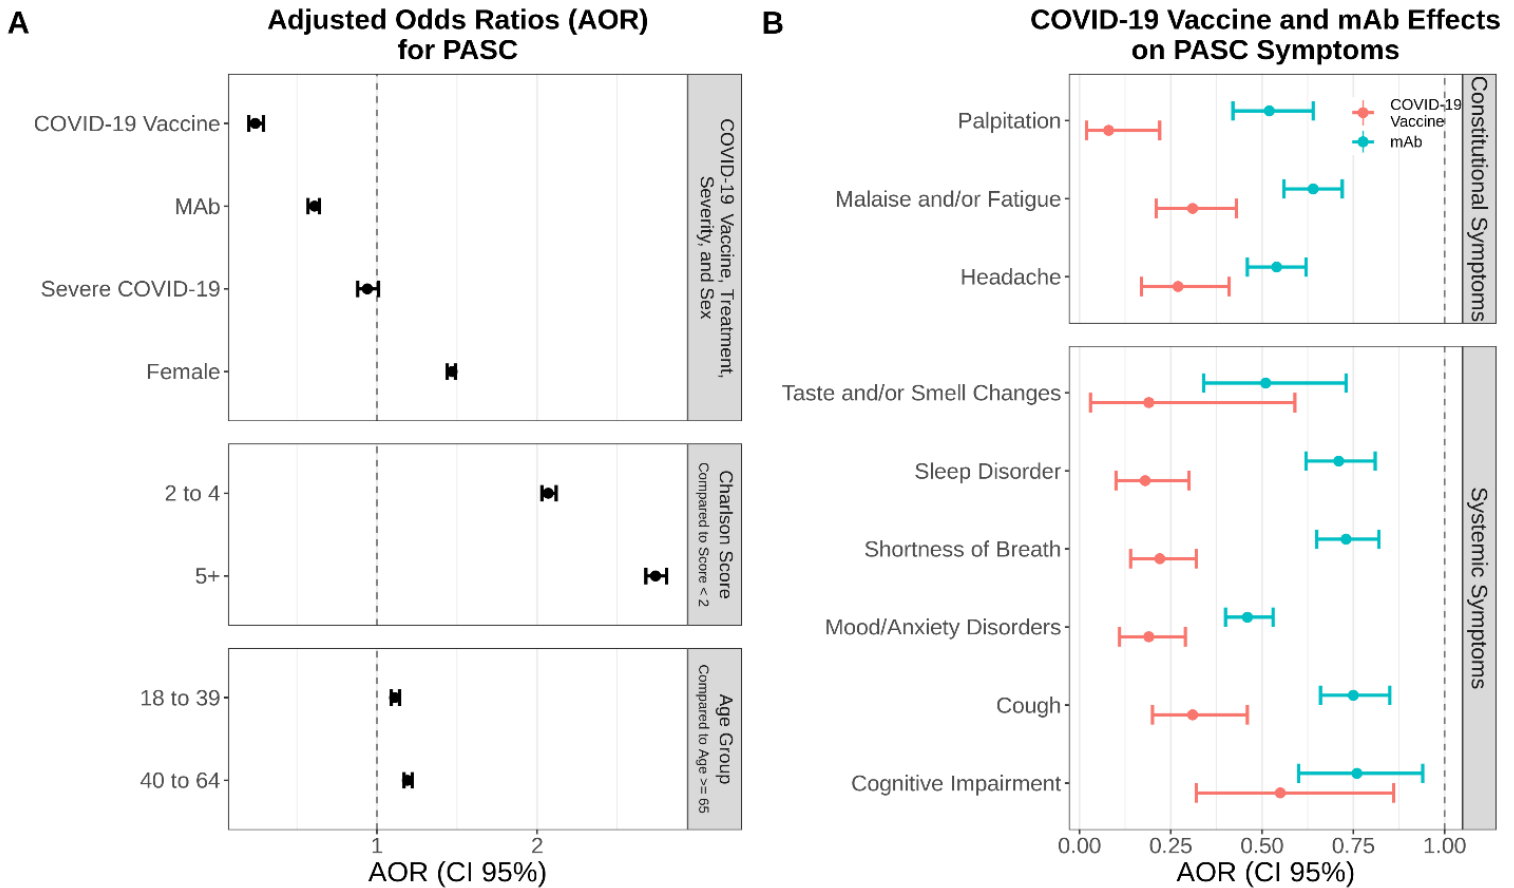 A
Adjusted Odds Ratios (AOR)
for PASC
COVID-19 Vaccine
MAb
Severe COVID-19
Female
COVID-19 Vaccine, Treatment,
Severity, and Sex
2 to 4
5+
Charlson Score
Compared to Score < 2
18 to 39
40 to 64
Age Group
Compared to Age >= 65
1
2
AOR (CI 95%)
B
COVID-19 Vaccine and mAb Effects
on PASC Symptoms
Palpitation
Malaise and/or Fatigue
Headache
COVID-19
Vaccine
mAb
Constitutional Symptoms
Taste and/or Smell Changes
Sleep Disorder
Shortness of Breath
Mood/Anxiety Disorders
Cough
Cognitive Impairment
Systemic Symptoms
0.00
0.25
0.50
0.75
1.00
AOR (CI 95%)